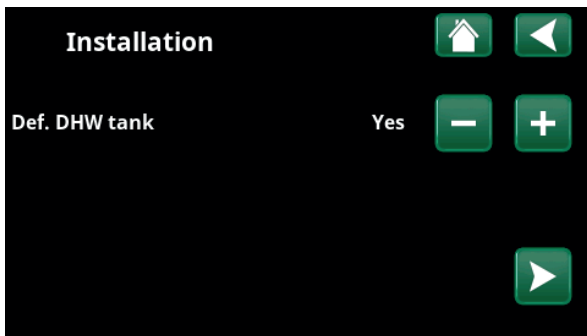 Installation
Def. DHW tank Yes